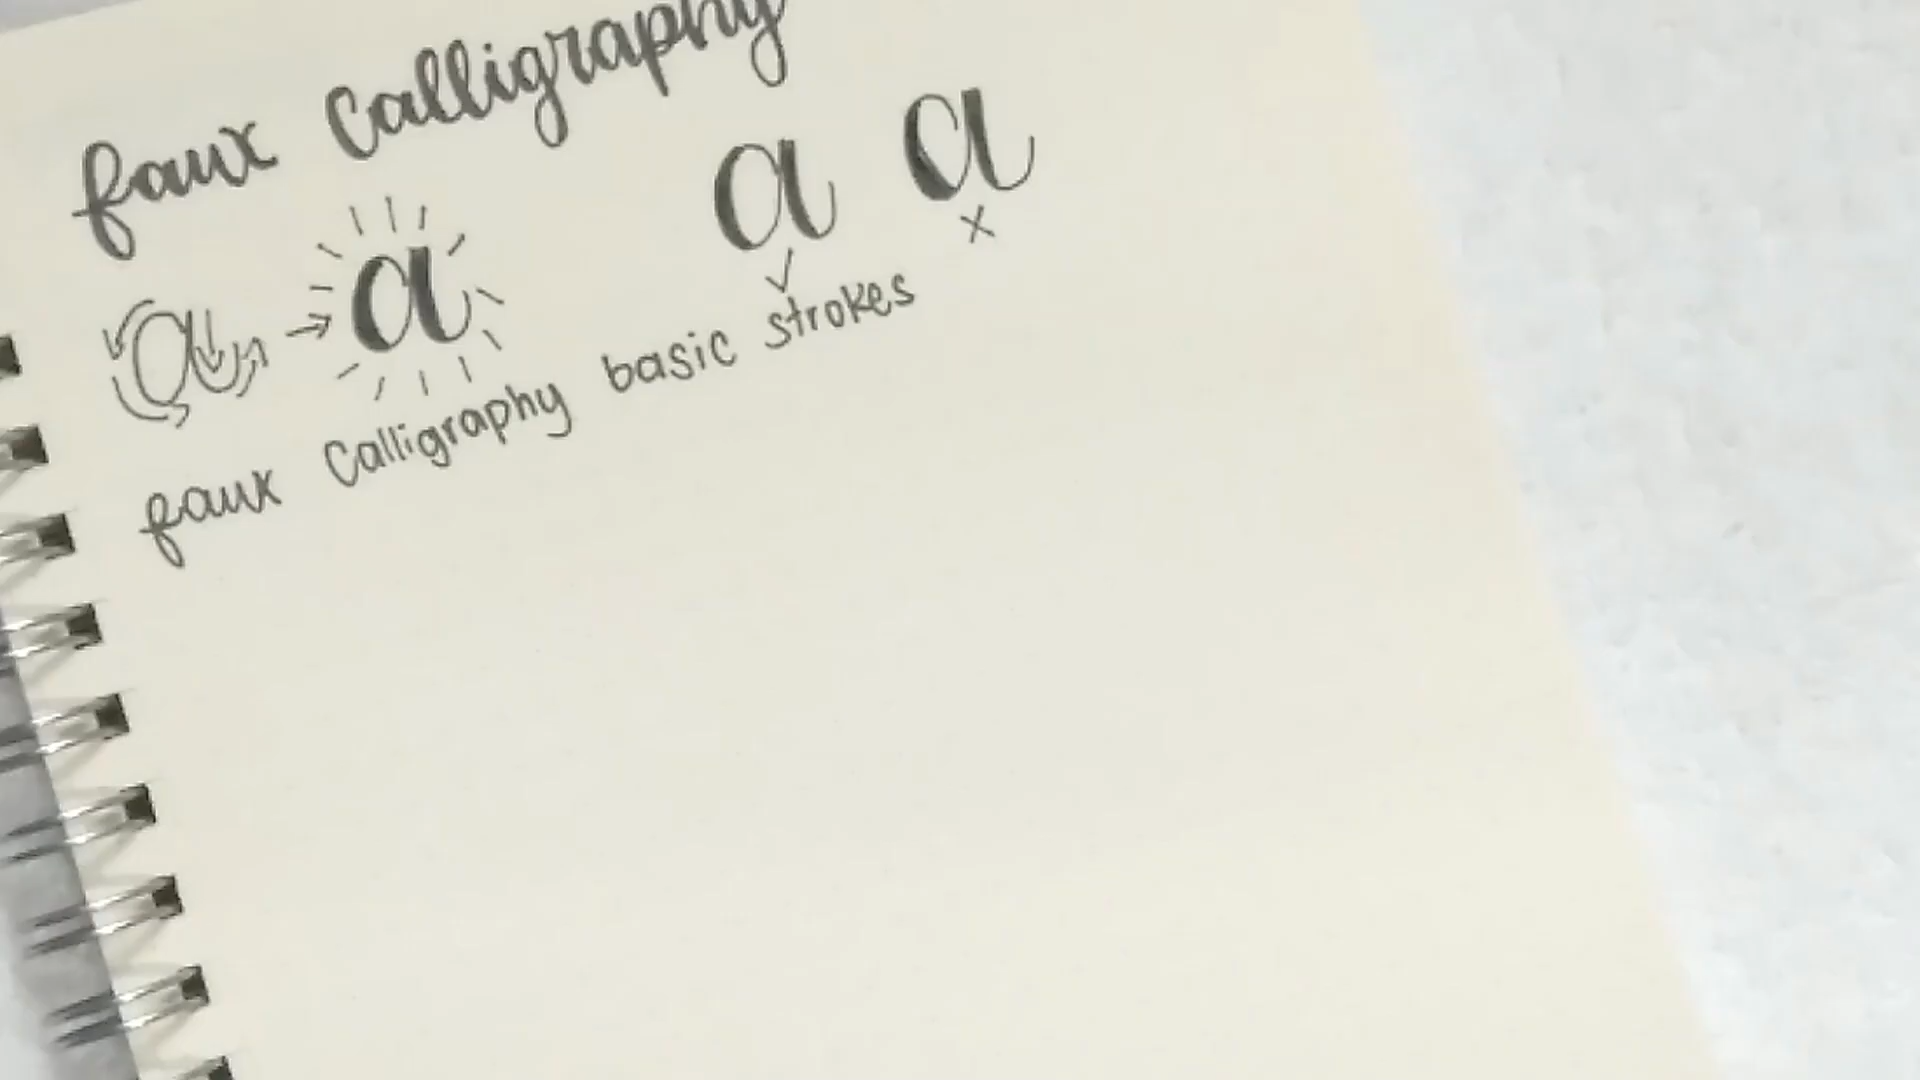 faux calligraphy
a → a a a
✓ x
faux calligraphy basic strokes